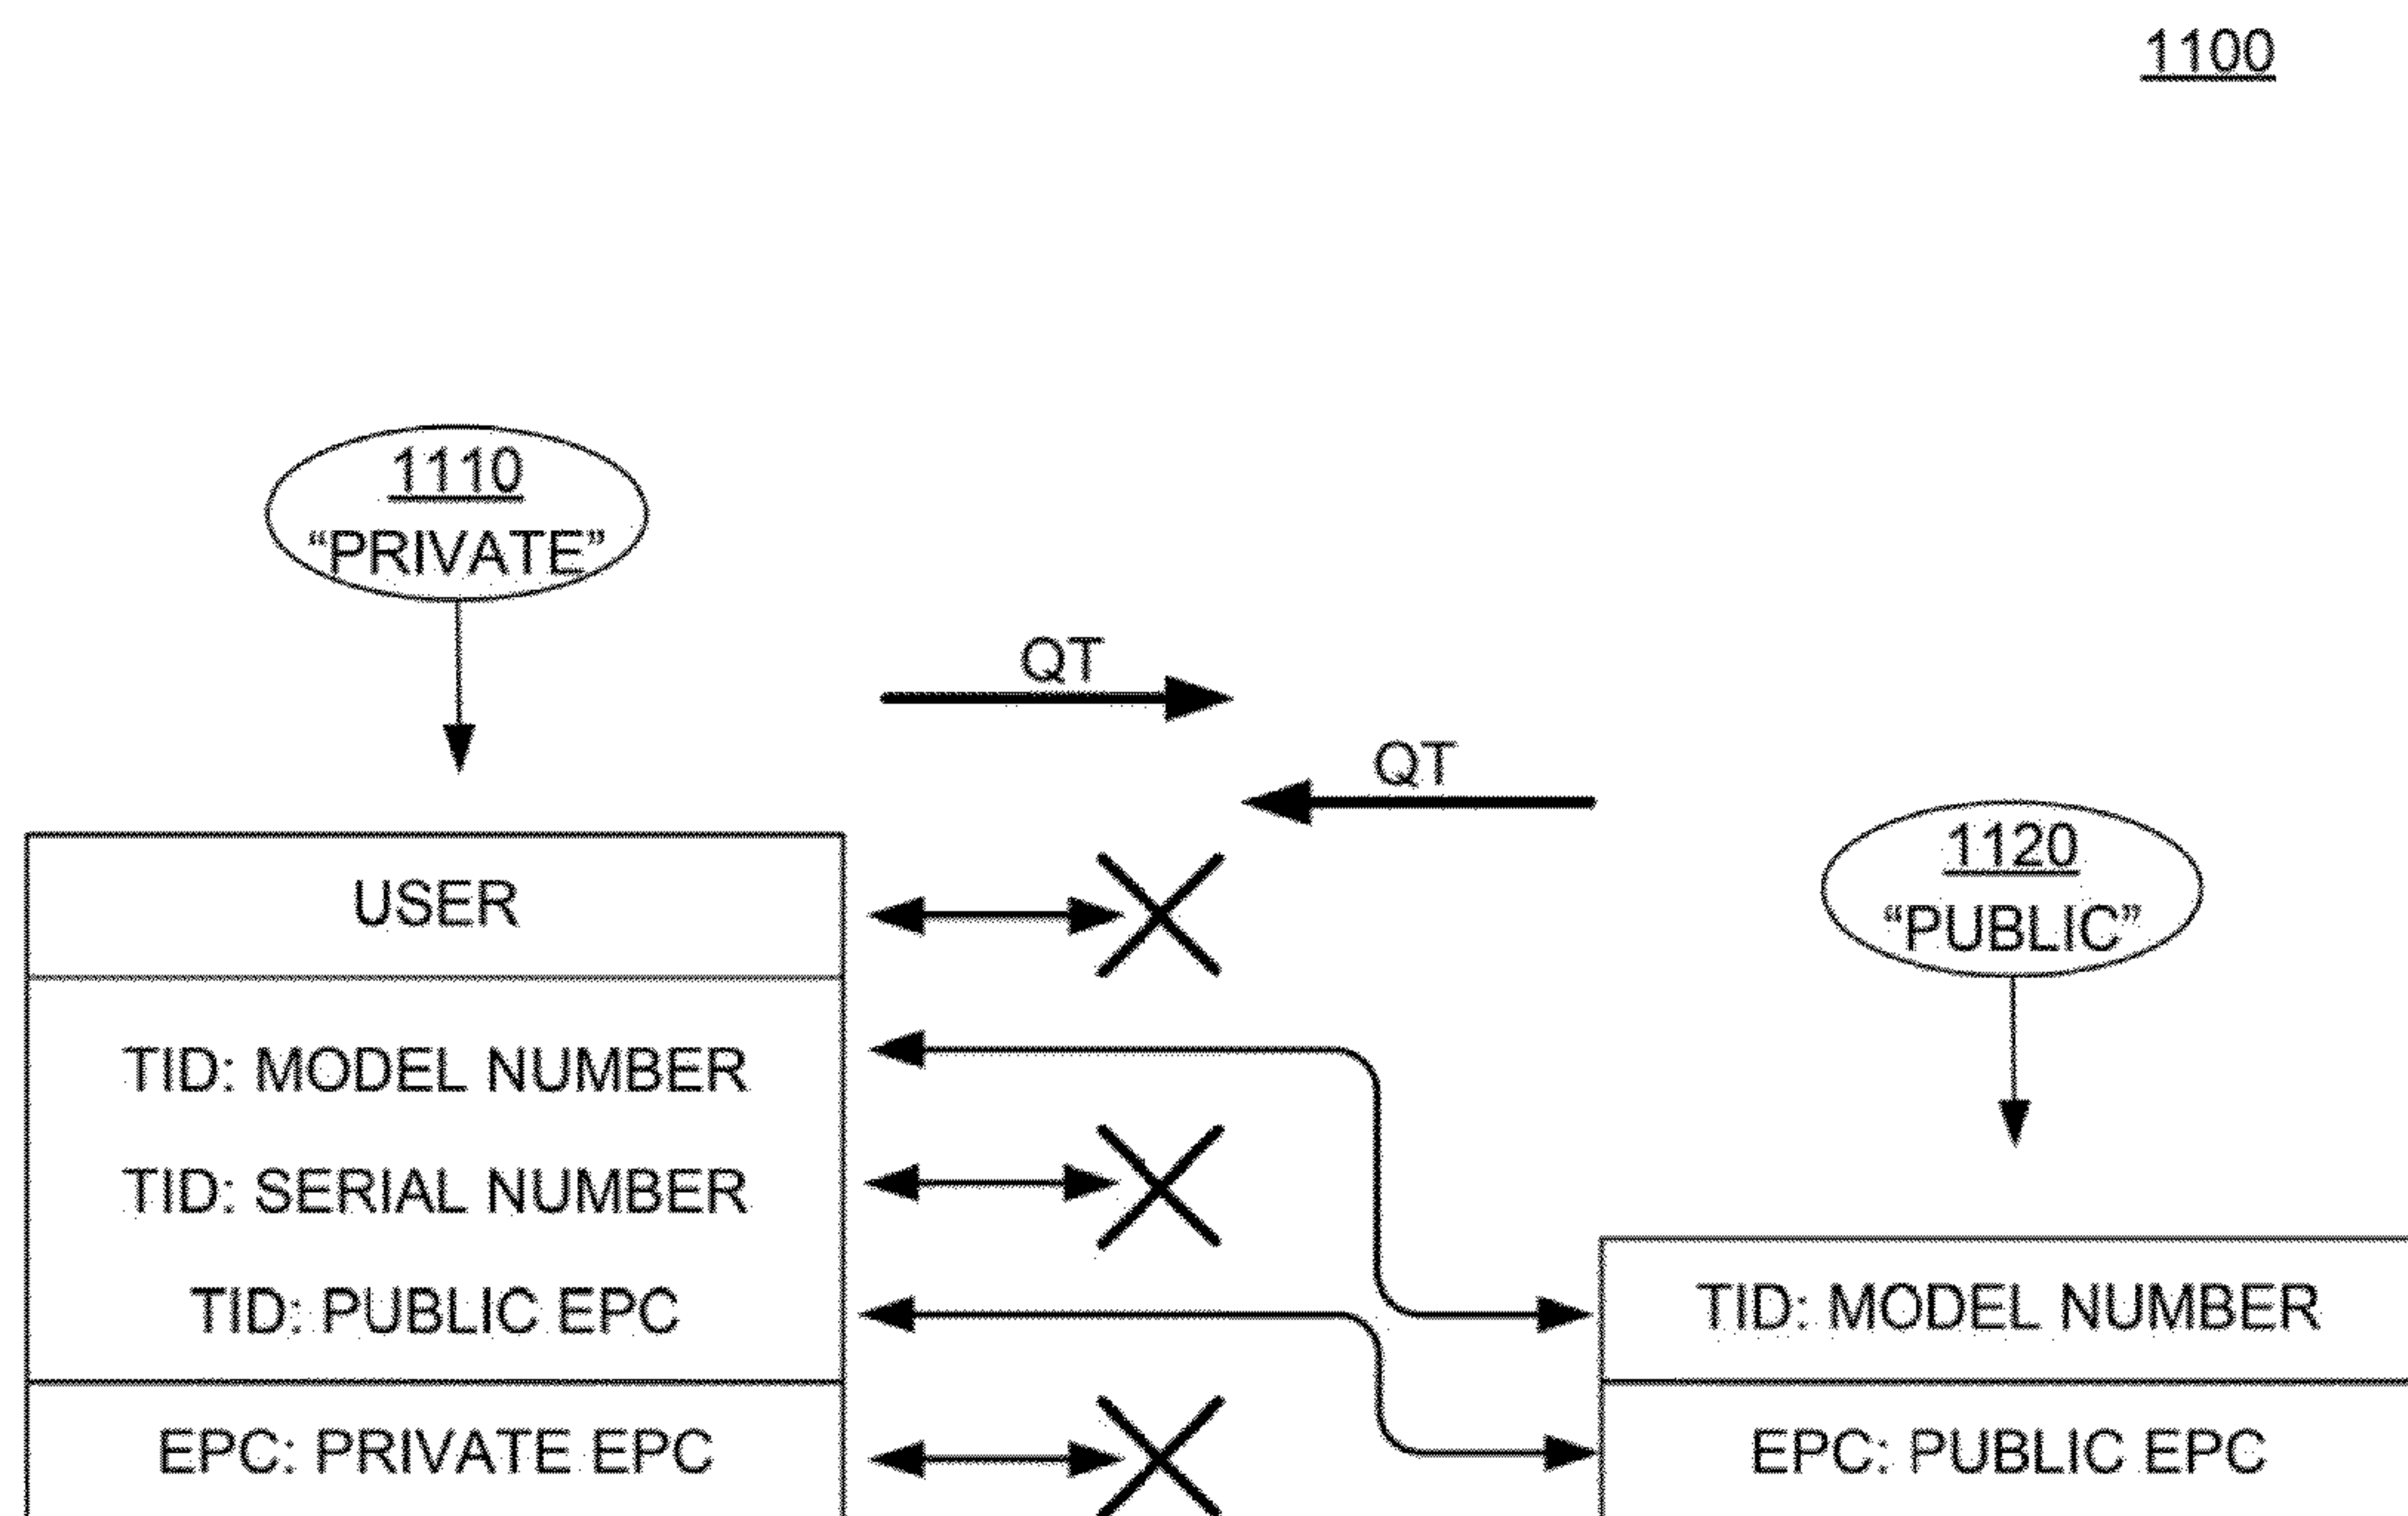 1100
1110
“PRIVATE”
QT
QT
1120
“PUBLIC”
USER
TID: MODEL NUMBER
TID: SERIAL NUMBER
TID: PUBLIC EPC
EPC: PRIVATE EPC
TID: MODEL NUMBER
EPC: PUBLIC EPC